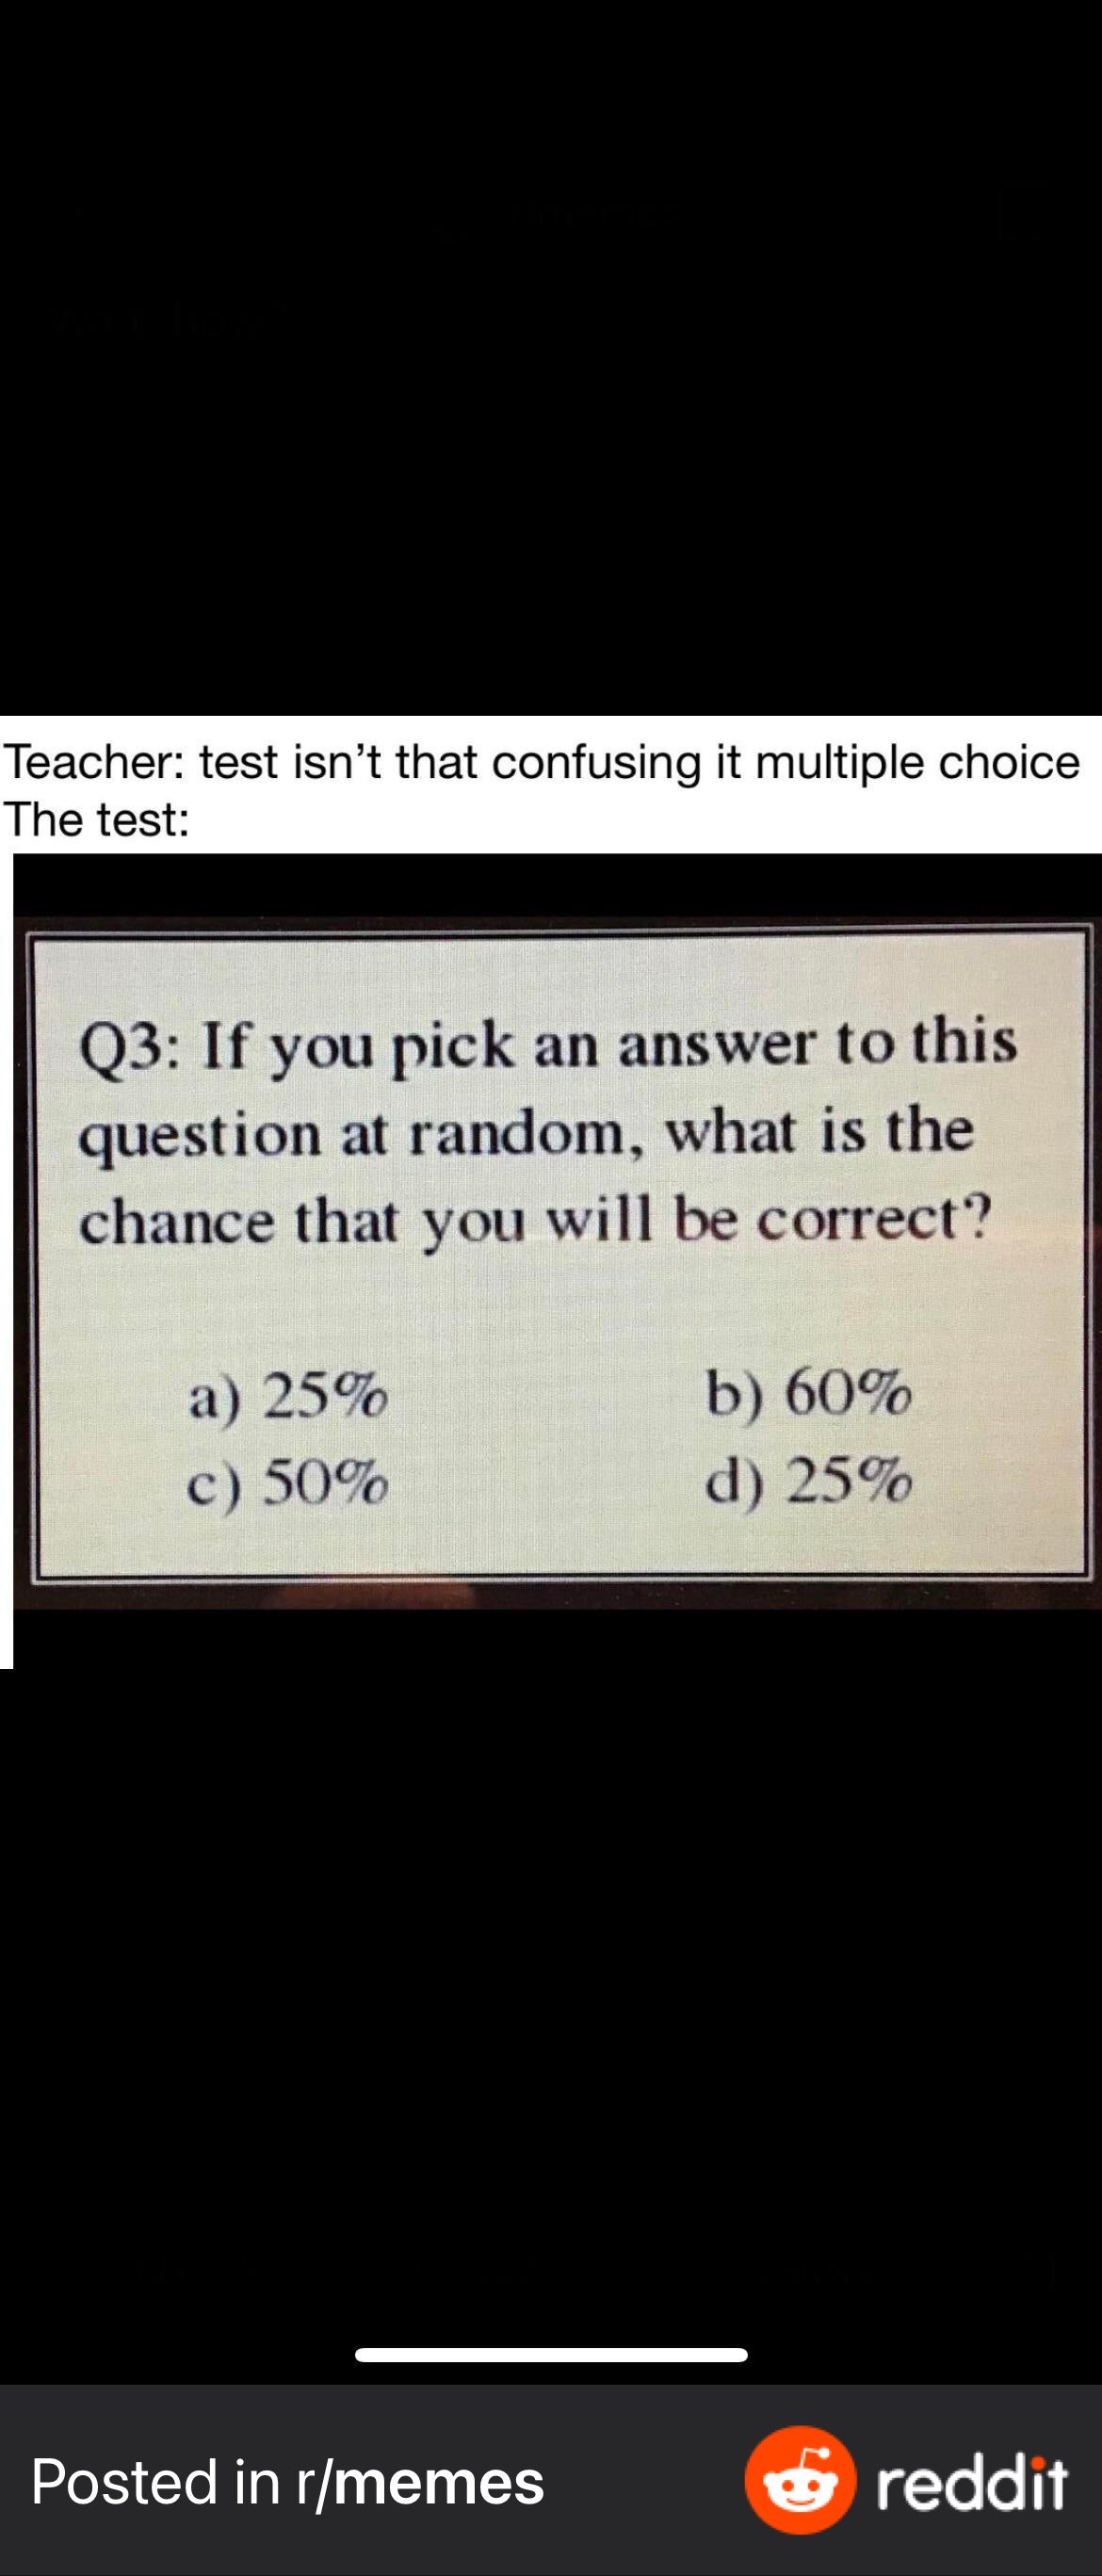 Teacher: test isn’t that confusing it multiple choice
The test:
Q3: If you pick an answer to this
question at random, what is the
chance that you will be correct?
a) 25% b) 60%
c) 50% d) 25%
Posted in r/memes reddit